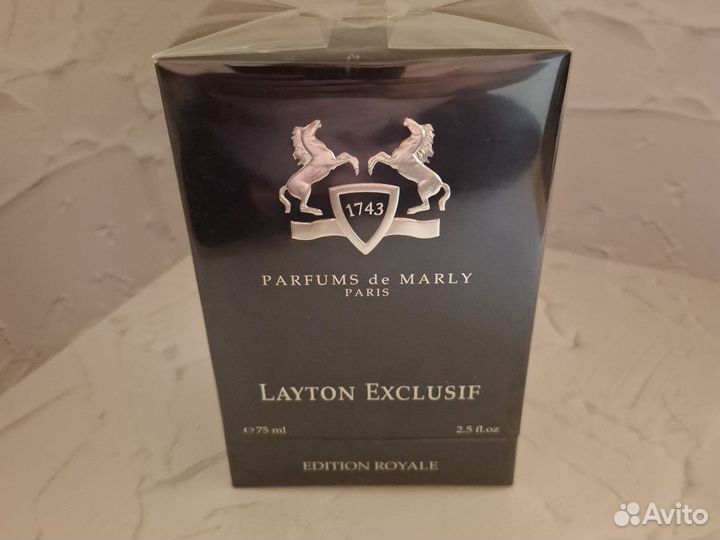 1743
PARFUMS de MARLY
PARIS
LAYTON EXCLUSIF
℮75 ml 2.5 fl.oz
EDITION ROYALE
Avito